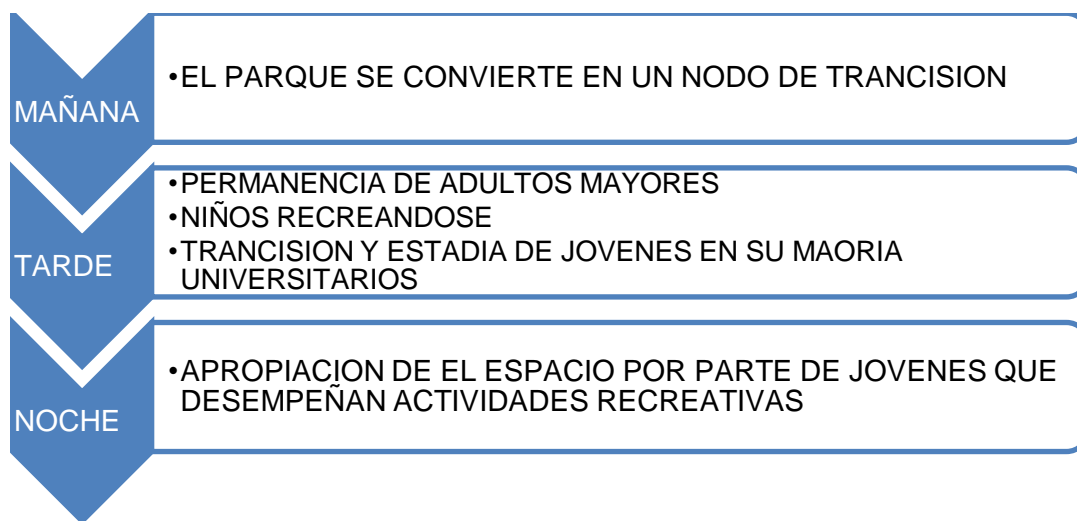 MAÑANA
•EL PARQUE SE CONVIERTE EN UN NODO DE TRANCISION
TARDE
•PERMANENCIA DE ADULTOS MAYORES
•NIÑOS RECREANDOSE
•TRANCISION Y ESTADIA DE JOVENES EN SU MAORIA
UNIVERSITARIOS
NOCHE
•APROPIACION DE EL ESPACIO POR PARTE DE JOVENES QUE
DESEMPEÑAN ACTIVIDADES RECREATIVAS